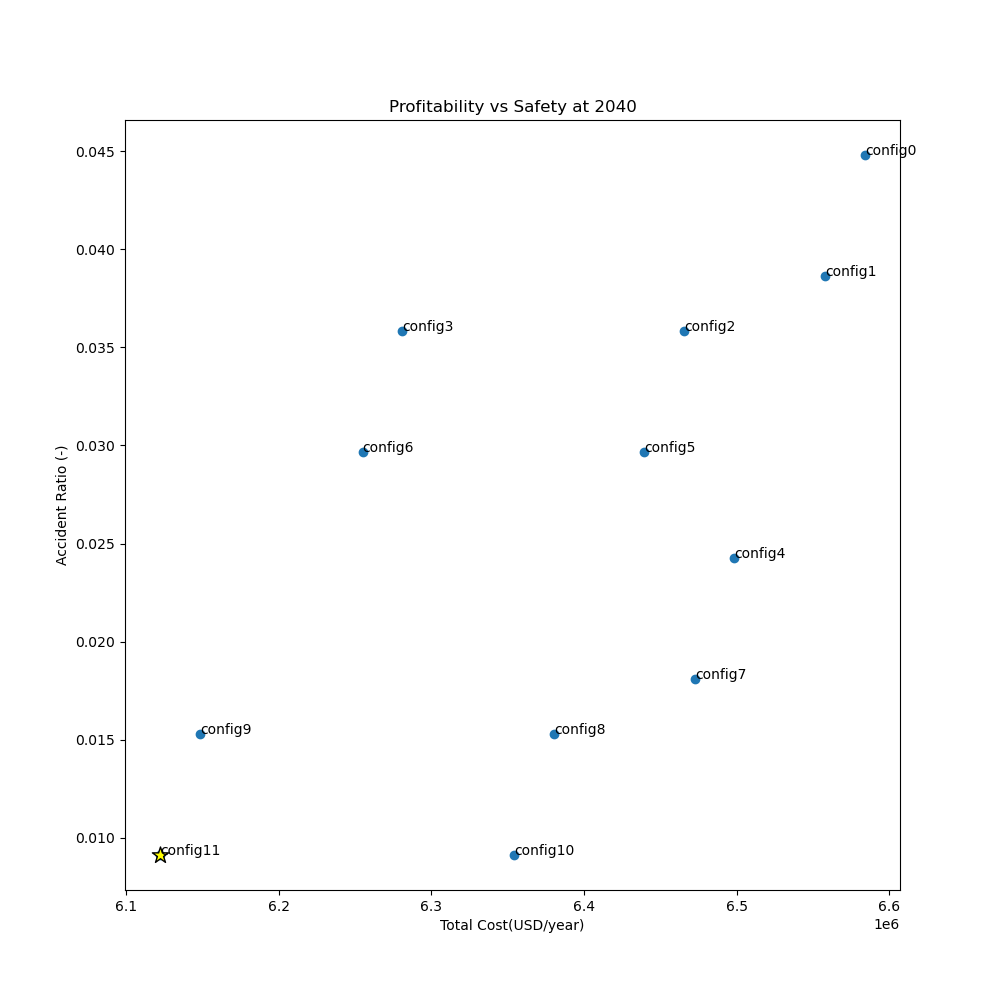 Profitability vs Safety at 2040
0.045
config0
0.040
config1
config3
config2
0.035
0.030
config6
config5
Accident Ratio (-)
0.025
config4
0.020
config7
0.015
config9
config8
0.010
config11
config10
6.1 6.2 6.3 6.4 6.5 6.6
Total Cost(USD/year)
1e6